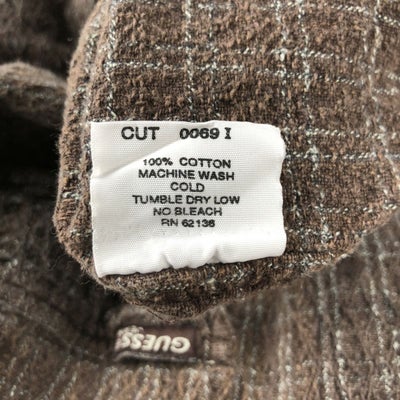 CUT 0069 I
100% COTTON
MACHINE WASH
COLD
TUMBLE DRY LOW
NO BLEACH
RN 62136
GUESS